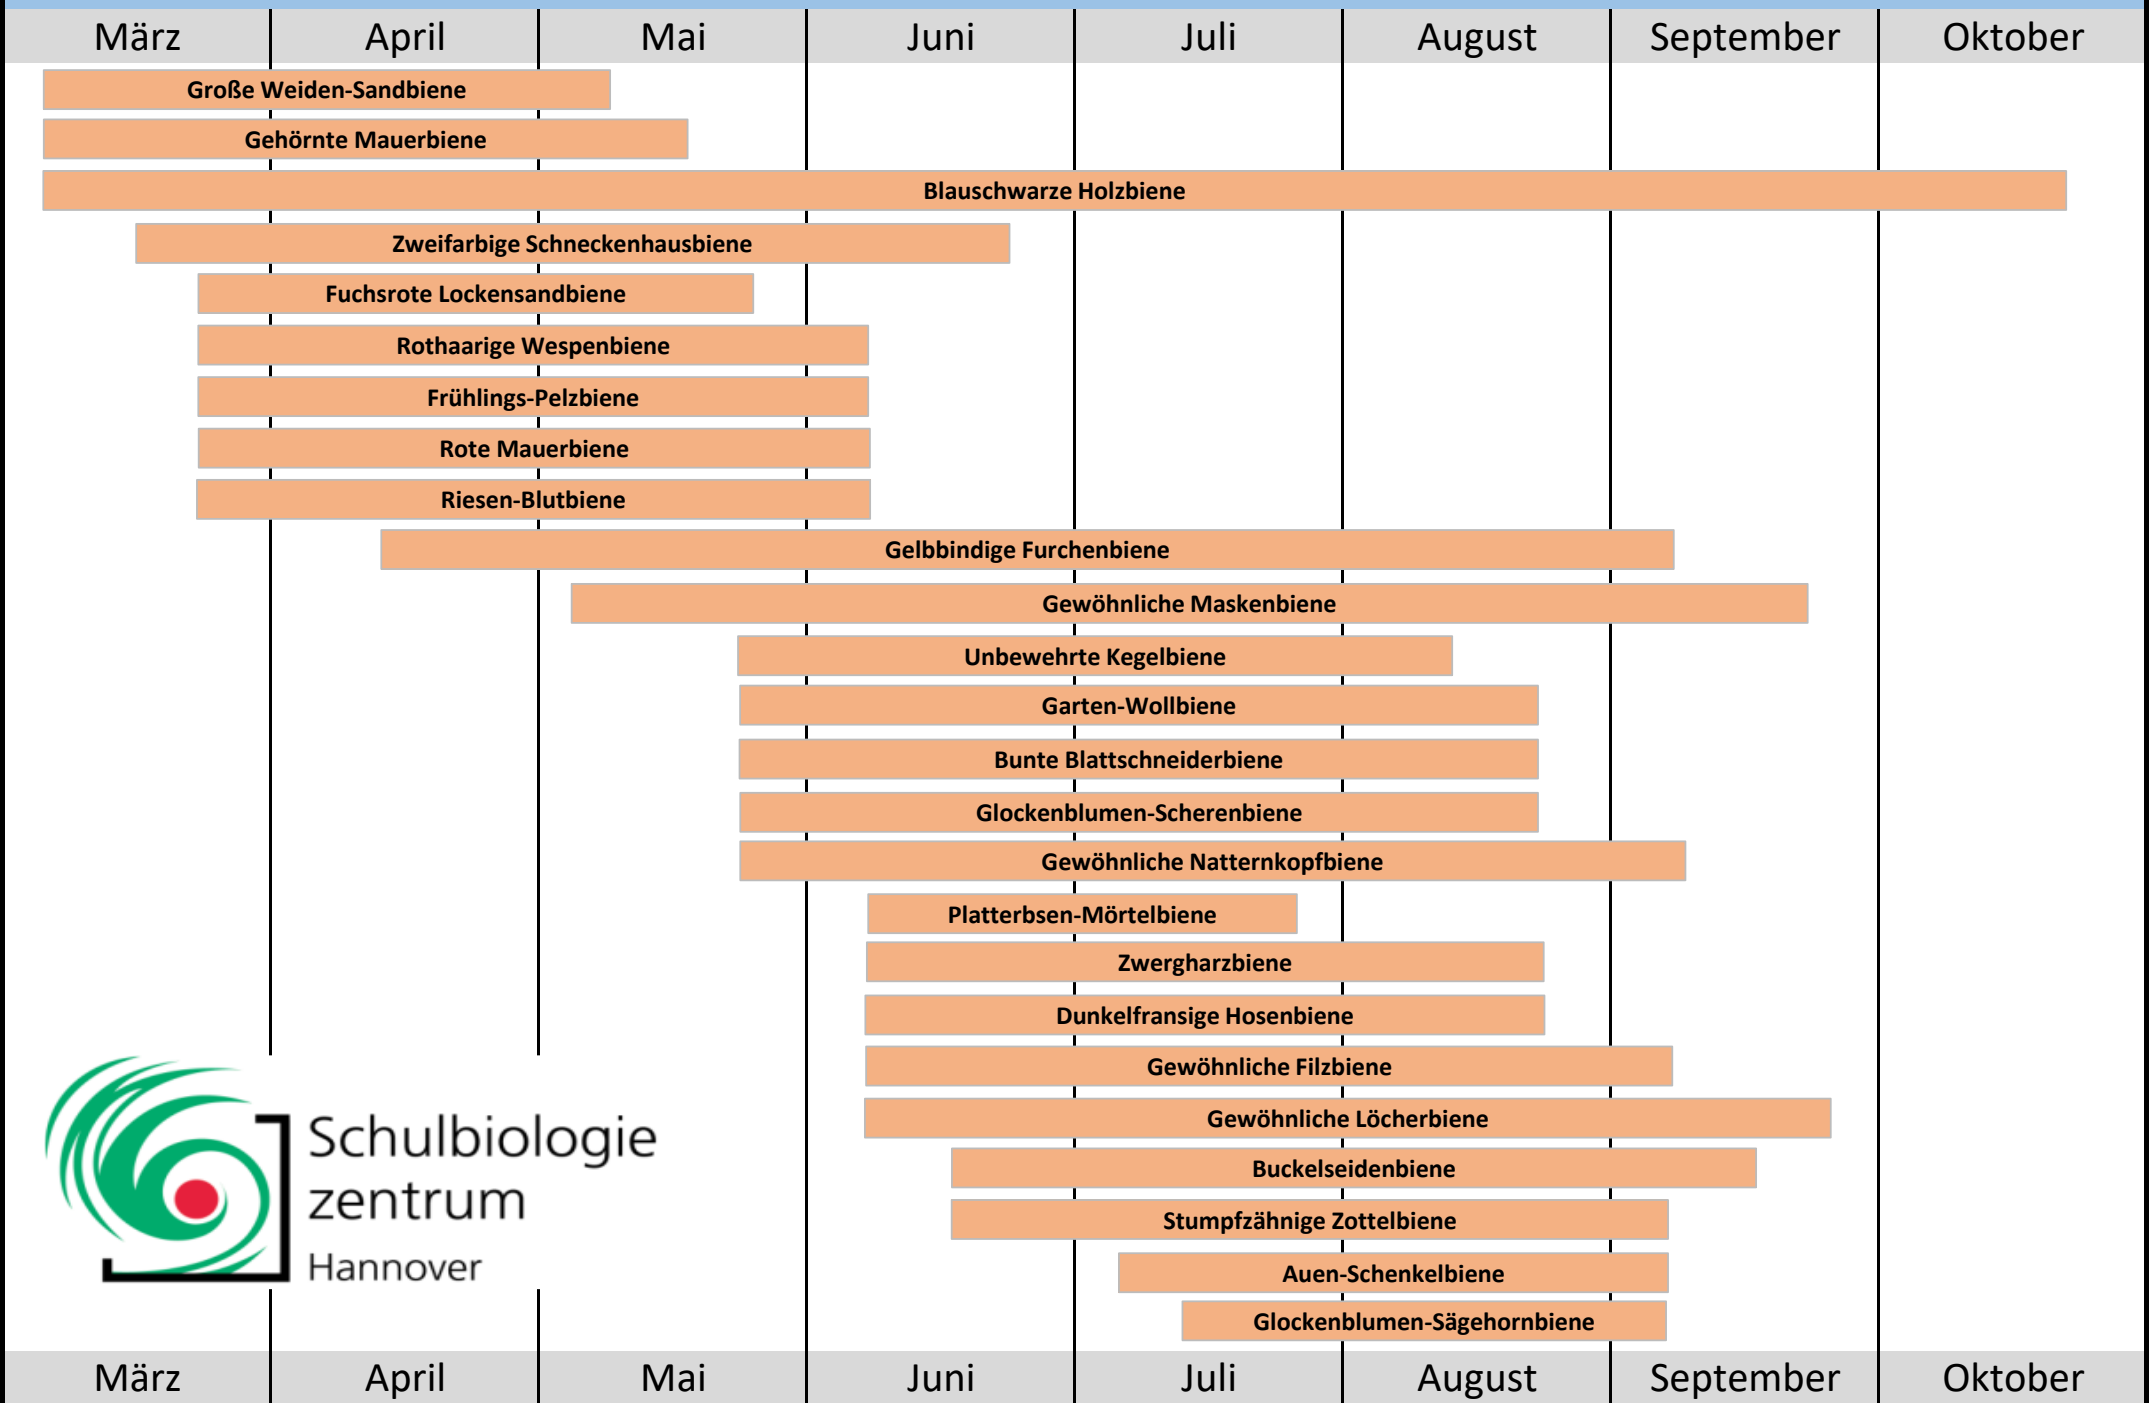 März April Mai Juni Juli August September Oktober
Große Weiden-Sandbiene
Gehörnte Mauerbiene
Blauschwarze Holzbiene
Zweifarbige Schneckenhausbiene
Fuchsrote Lockensandbiene
Rothaarige Wespenbiene
Frühlings-Pelzbiene
Rote Mauerbiene
Riesen-Blutbiene
Gelbbindige Furchenbiene
Gewöhnliche Maskenbiene
Unbewehrte Kegelbiene
Garten-Wollbiene
Bunte Blattschneiderbiene
Glockenblumen-Scherenbiene
Gewöhnliche Natternkopfbiene
Platterbsen-Mörtelbiene
Zwergharzbiene
Dunkelfransige Hosenbiene
Gewöhnliche Filzbiene
Gewöhnliche Löcherbiene
Buckelseidenbiene
Stumpfzähnige Zottelbiene
Auen-Schenkelbiene
Glockenblumen-Sägehornbiene
Schulbiologie
zentrum
Hannover
März April Mai Juni Juli August September Oktober